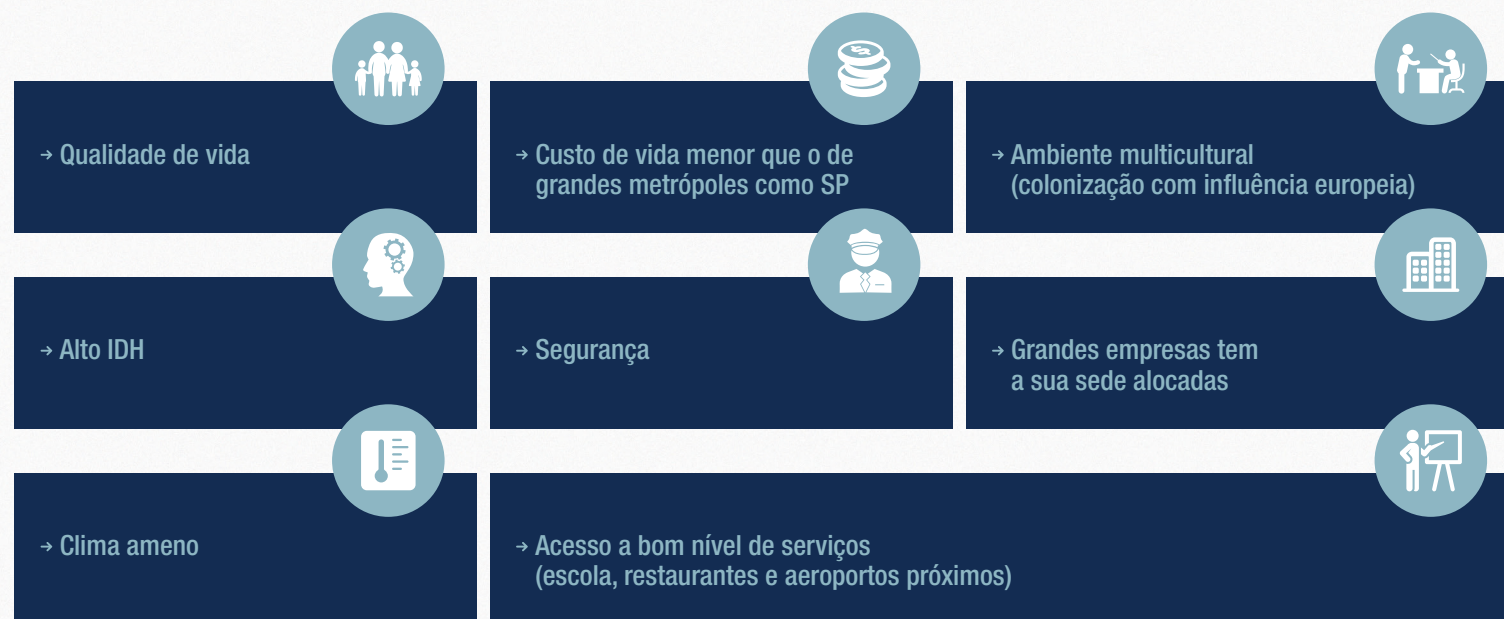 → Qualidade de vida
→ Custo de vida menor que o de
grandes metrópoles como SP
→ Ambiente multicultural
(colonização com influência europeia)
→ Alto IDH
→ Segurança
→ Grandes empresas tem
a sua sede alocadas
→ Clima ameno
→ Acesso a bom nível de serviços
(escola, restaurantes e aeroportos próximos)